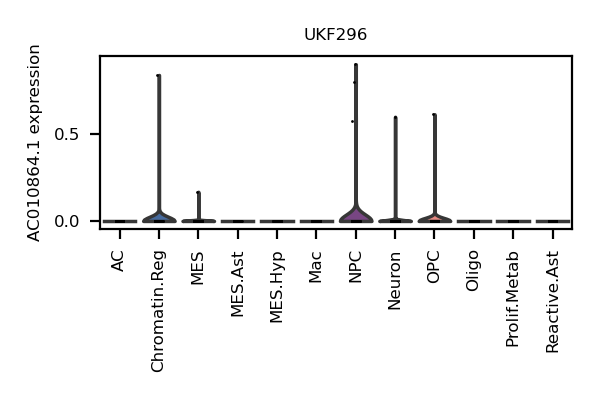 UKF296
AC010864.1 expression
0.5
0.0
AC
Chromatin.Reg
MES
MES.Ast
MES.Hyp
Mac
NPC
Neuron
OPC
Oligo
Prolif.Metab
Reactive.Ast